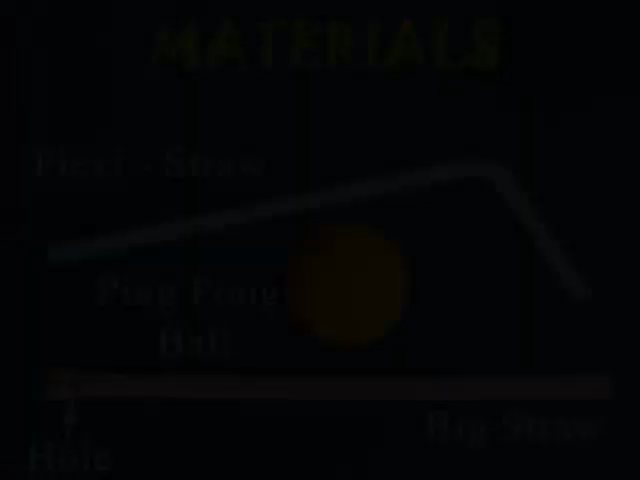 MATERIALS
Flexi - Straw
Ping Pong
Ball
Big Straw
Hole